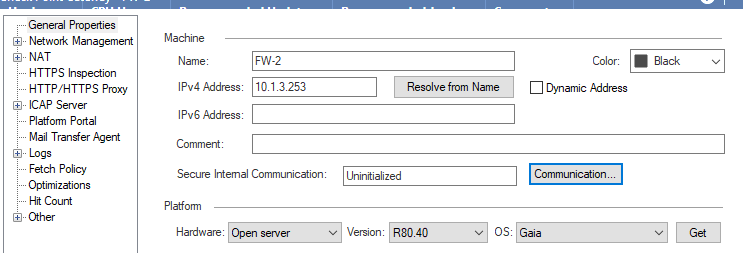 General Properties
Network Management
NAT
HTTPS Inspection
HTTP/HTTPS Proxy
ICAP Server
Platform Portal
Mail Transfer Agent
Logs
Fetch Policy
Optimizations
Hit Count
Other
Machine
Name: FW-2 Color: Black
IPv4 Address: 10.1.3.253 Resolve from Name Dynamic Address
IPv6 Address:
Comment:
Secure Internal Communication: Uninitialized Communication...
Platform
Hardware: Open server Version: R80.40 OS: Gaia Get